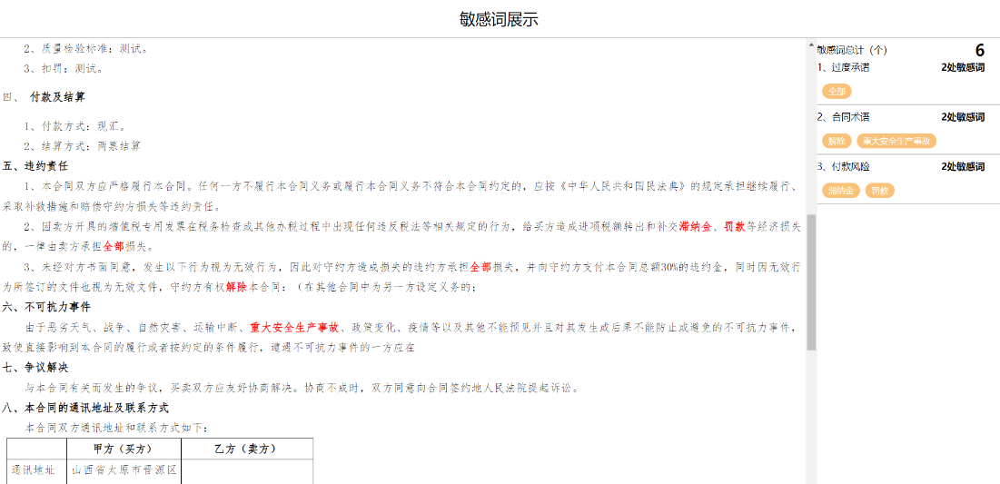 敏感词展示
2、质量检验标准：测试。
3、扣罚：测试。
四、 付款及结算
1、付款方式：现汇。
2、结算方式：两票结算
五、违约责任
1、本合同双方应严格履行本合同。任何一方不履行本合同义务或履行本合同义务不符合本合同约定的，应按《中华人民共和国民法典》的规定承担继续履行、
采取补救措施和赔偿守约方损失等违约责任。
2、因卖方开具的增值税专用发票在税务检查或其他办税过程中出现任何违反税法等相关规定的行为，给买方造成进项税额转出和补交滞纳金、罚款等经济损失
的，一律由卖方承担全部损失。
3、未经对方书面同意，发生以下行为视为无效行为，因此对守约方造成损失的违约方承担全部损失，并向守约方支付本合同总额30%的违约金，同时因无效行
为所签订的文件也视为无效文件，守约方有权解除本合同：（在其他合同中为另一方设定义务的；
六、不可抗力事件
由于恶劣天气、战争、自然灾害、运输中断、重大安全生产事故、政策变化、疫情等以及其他不能预见并且对其发生或后果不能防止或避免的不可抗力事件，
致使直接影响到本合同的履行或者按约定的条件履行，遭遇不可抗力事件的一方应在
七、争议解决
与本合同有关而发生的争议，买卖双方应友好协商解决。协商不成时，双方同意向合同签约地人民法院提起诉讼。
八、本合同的通讯地址及联系方式
本合同双方通讯地址和联系方式如下：
甲方（买方） 乙方（卖方）
通讯地址 山西省太原市晋源区
敏感词总计（个） 6
1、过度承诺 2处敏感词
全部
2、合同术语 2处敏感词
解除 重大安全生产事故
3、付款风险 2处敏感词
滞纳金 罚款